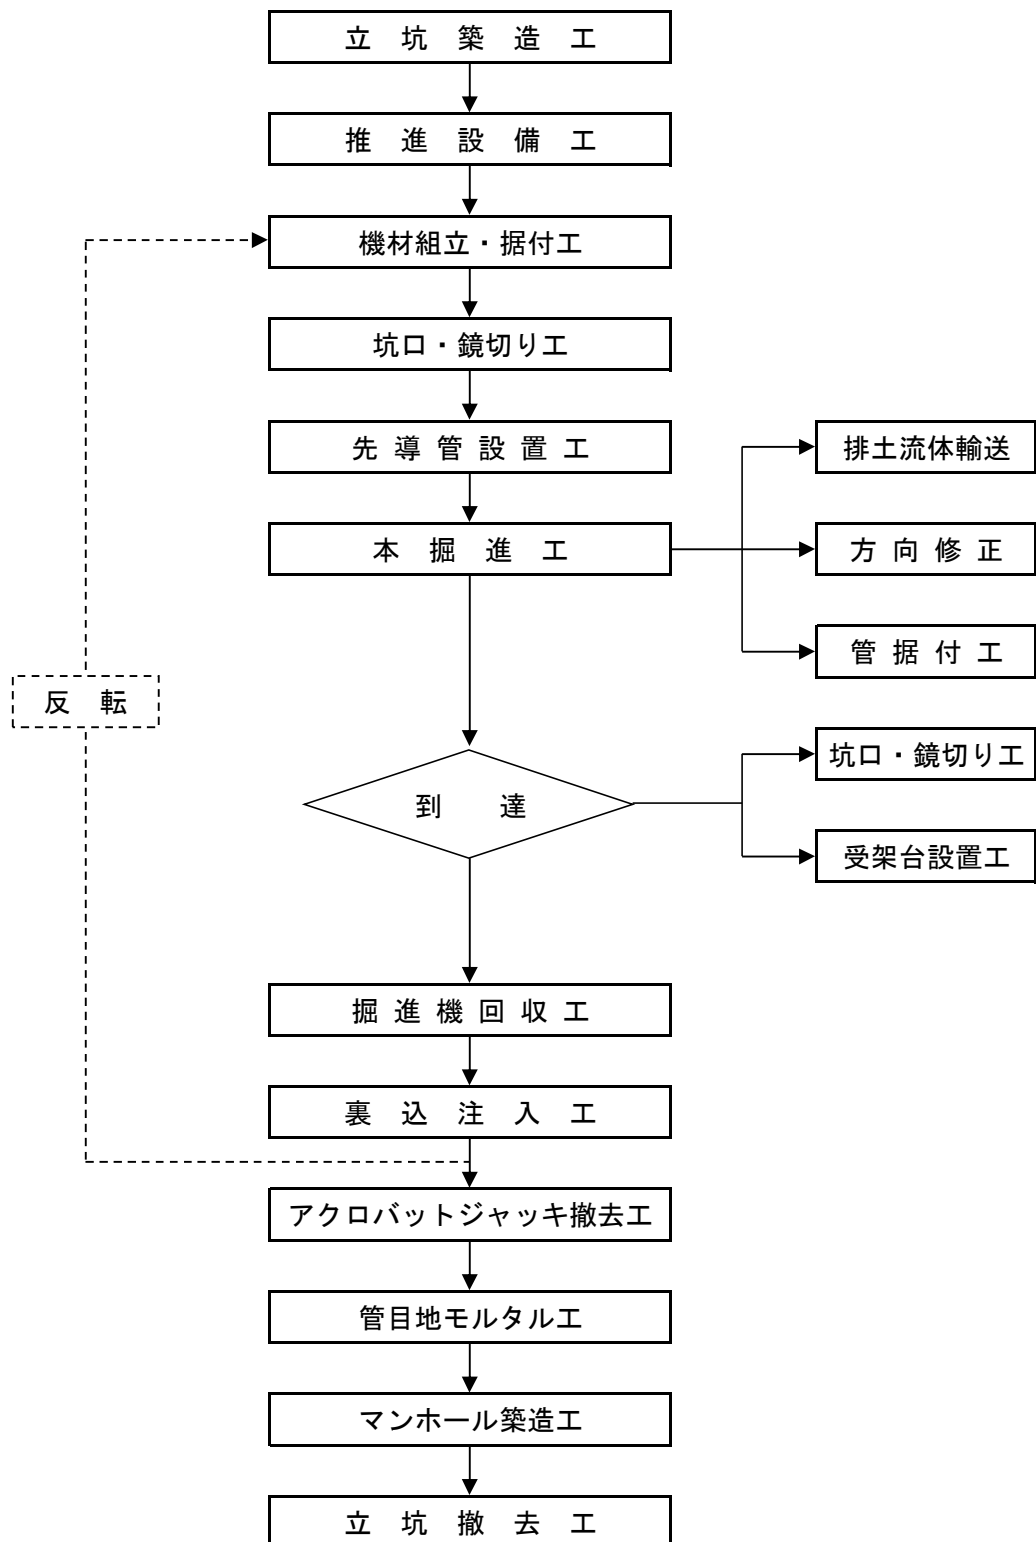 立坑築造工
推進設備工
機材組立・据付工
坑口・鏡切り工
先導管設置工
排土流体輸送
本掘進工
方向修正
管据付工
反転
坑口・鏡切り工
到達
受架台設置工
掘進機回収工
裏込注入工
アクロバットジャッキ撤去工
管目地モルタル工
マンホール築造工
立坑撤去工